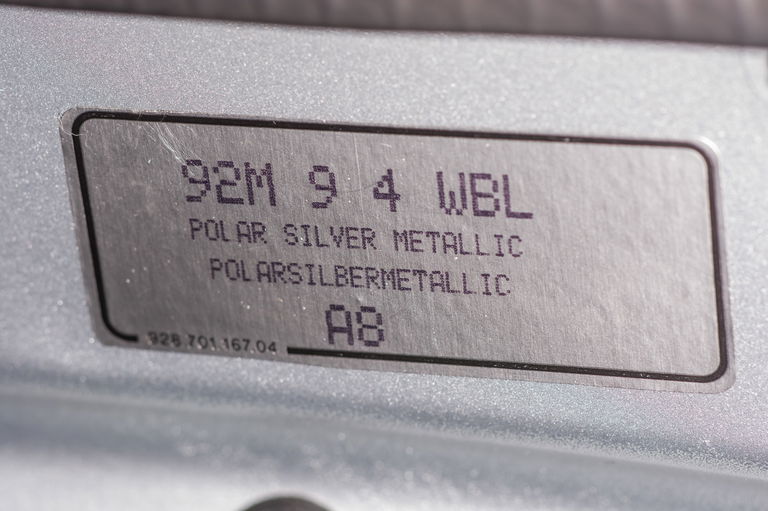 92M 9 4 WBL
POLAR SILVER METALLIC
POLARSILBERMETALLIC
A8
928.701.167.04